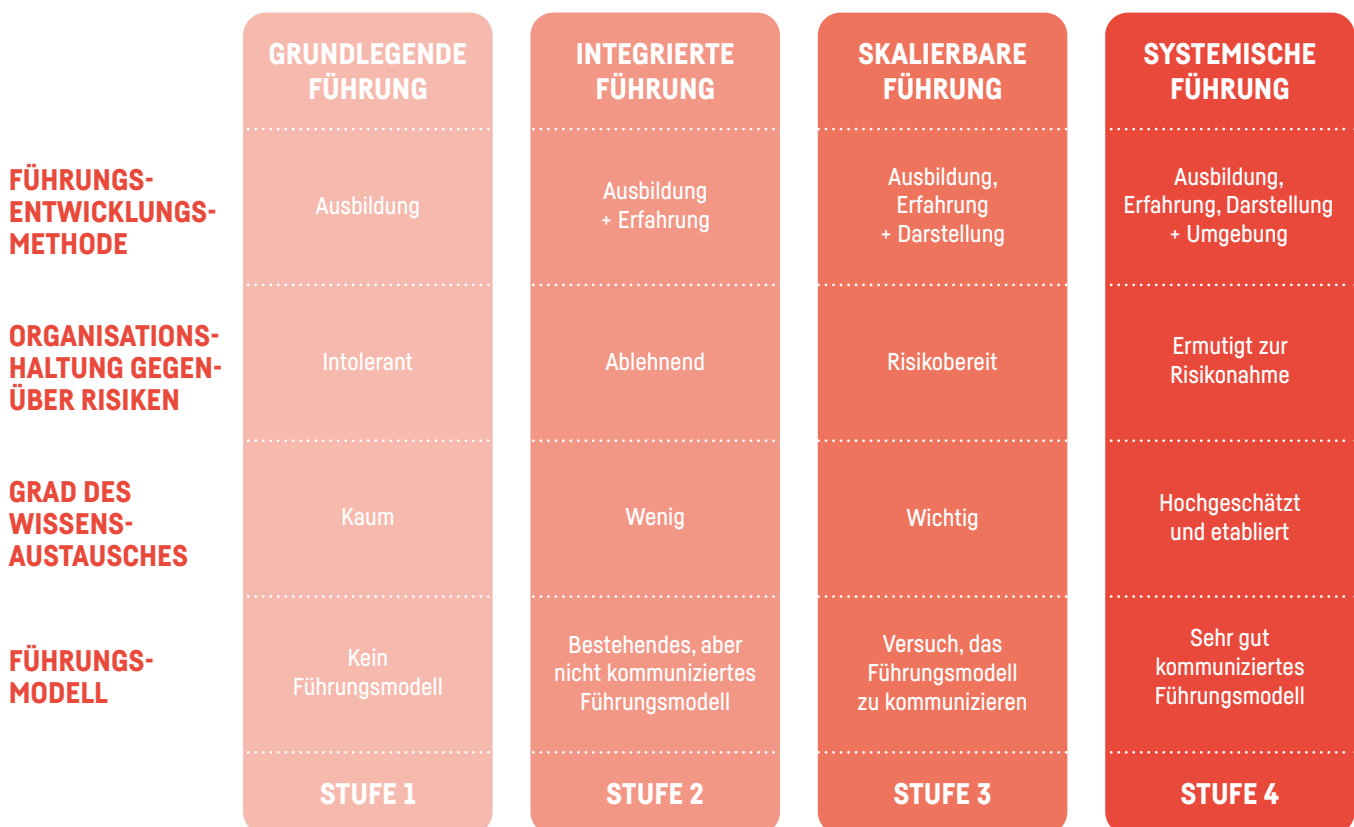 GRUNDLEGENDE
FÜHRUNG
INTEGRIERTE
FÜHRUNG
SKALIERBARE
FÜHRUNG
SYSTEMISCHE
FÜHRUNG
FÜHRUNGS-
ENTWICKLUNGS-
METHODE
Ausbildung
Ausbildung
+ Erfahrung
Ausbildung,
Erfahrung
+ Darstellung
Ausbildung,
Erfahrung, Darstellung
+ Umgebung
ORGANISATIONS-
HALTUNG GEGEN-
ÜBER RISIKEN
Intolerant
Ablehnend
Risikobereit
Ermutigt zur
Risikonahme
GRAD DES
WISSENS-
AUSTAUSCHES
Kaum
Wenig
Wichtig
Hochgeschätzt
und etabliert
FÜHRUNGS-
MODELL
Kein
Führungsmodell
Bestehendes, aber
nicht kommuniziertes
Führungsmodell
Versuch, das
Führungsmodell
zu kommunizieren
Sehr gut
kommuniziertes
Führungsmodell
STUFE 1
STUFE 2
STUFE 3
STUFE 4